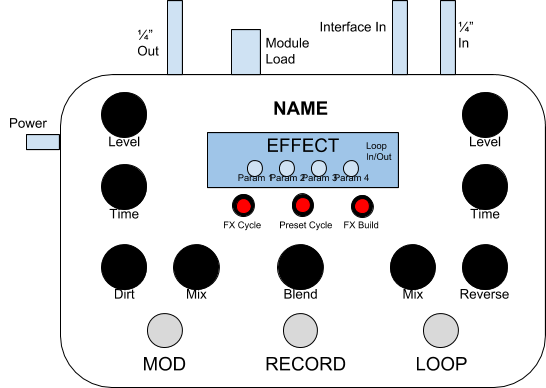 ¼”
Out
Module
Load
Interface In
¼”
In
Power
NAME
Level
Level
EFFECT
Loop
In/Out
Param 1
Param 2
Param 3
Param 4
Time
Time
FX Cycle
Preset Cycle
FX Build
Dirt
Mix
Blend
Mix
Reverse
MOD
RECORD
LOOP